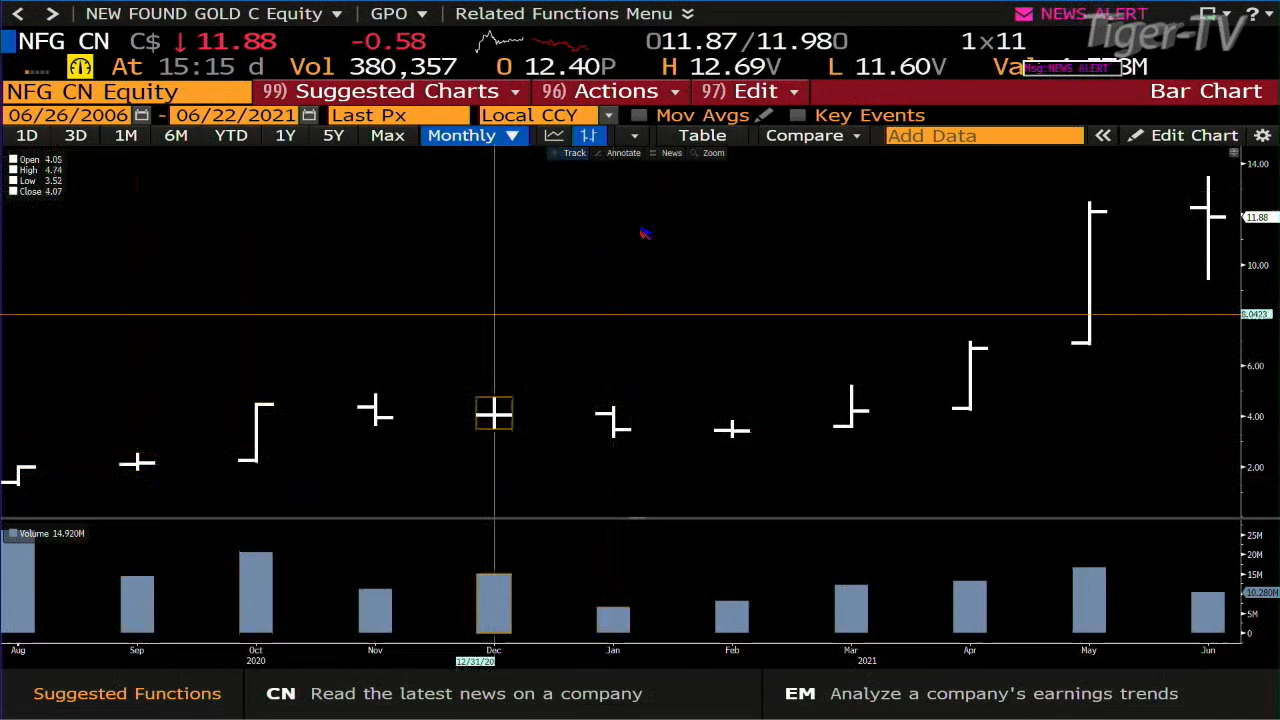 NEW FOUND GOLD C Equity GPO Related Functions Menu NEWS ALERT ?
Tiger-TV
NFG CN C$ ↓ 11.88 -0.58 11.87/11.98 1×11
At 15:15 d Vol 380,357 O 12.40P H 12.69V L 11.60V
Msg:NEWS ALERT
NFG CN Equity 99) Suggested Charts 96) Actions 97) Edit Bar Chart
06/26/2006 - 06/22/2021 Last Px Local CCY Mov Avgs Key Events
1D 3D 1M 6M YTD 1Y 5Y Max Monthly ▼ Table Compare Add Data « Edit Chart
Track Annotate News Zoom
Open 4.05
High 4.74
Low 3.52
Close 4.07
14.00
11.88
10.00
8.0423
6.00
4.00
2.00
Volume 14.920M
25M
20M
15M
10.280M
5M
0
Aug Sep Oct Nov Dec Jan Feb Mar Apr May Jun
2020 12/31/20 2021
Suggested Functions CN Read the latest news on a company EM Analyze a company's earnings trends